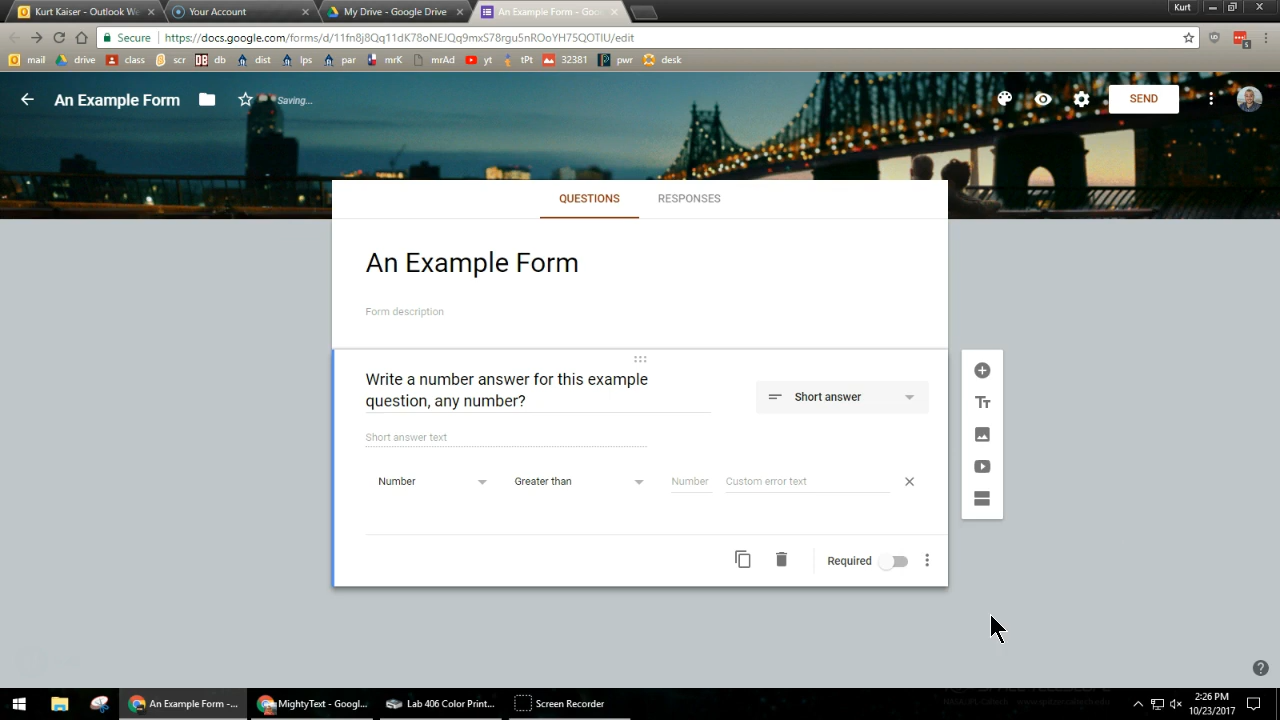 Kurt Kaiser - Outlook We
Your Account
My Drive - Google Drive
An Example Form - Goo
Kurt
Secure
https://docs.google.com/forms/d/11fn8j8Qq11dK78oNEJQq9mxS78rgu5nROoYH75QOTIU/edit
5
mail
drive
class
scr
db
dist
lps
par
mrK
mrAd
yt
tPt
32381
pwr
desk
An Example Form
Saving...
SEND
QUESTIONS
RESPONSES
An Example Form
Form description
Write a number answer for this example
question, any number?
Short answer
Short answer text
Number
Greater than
Number
Custom error text
Required
An Example Form -...
MightyText - Googl...
Lab 406 Color Print...
Screen Recorder
2:26 PM
10/23/2017